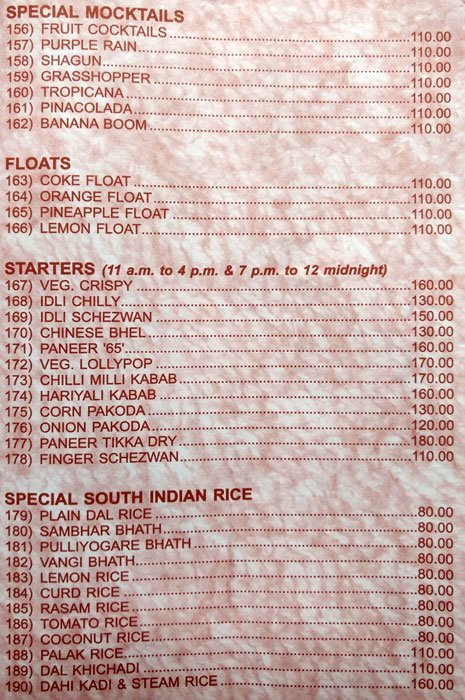 SPECIAL MOCKTAILS
156) FRUIT COCKTAILS..........110.00
157) PURPLE RAIN..........110.00
158) SHAGUN..........110.00
159) GRASSHOPPER..........110.00
160) TROPICANA..........110.00
161) PINACOLADA..........110.00
162) BANANA BOOM..........110.00
FLOATS
163) COKE FLOAT..........110.00
164) ORANGE FLOAT..........110.00
165) PINEAPPLE FLOAT..........110.00
166) LEMON FLOAT..........110.00
STARTERS (11 a.m. to 4 p.m. & 7 p.m. to 12 midnight)
167) VEG. CRISPY..........160.00
168) IDLI CHILLY..........130.00
169) IDLI SCHEZWAN..........150.00
170) CHINESE BHEL..........130.00
171) PANEER '65'..........160.00
172) VEG. LOLLYPOP..........170.00
173) CHILLI MILLI KABAB..........170.00
174) HARIYALI KABAB..........160.00
175) CORN PAKODA..........130.00
176) ONION PAKODA..........120.00
177) PANEER TIKKA DRY..........180.00
178) FINGER SCHEZWAN..........110.00
SPECIAL SOUTH INDIAN RICE
179) PLAIN DAL RICE..........80.00
180) SAMBHAR BHATH..........80.00
181) PULLIYOGARE BHATH..........80.00
182) VANGI BHATH..........80.00
183) LEMON RICE..........80.00
184) CURD RICE..........80.00
185) RASAM RICE..........80.00
186) TOMATO RICE..........80.00
187) COCONUT RICE..........80.00
188) PALAK RICE..........110.00
189) DAL KHICHADI..........110.00
190) DAHI KADI & STEAM RICE..........160.00